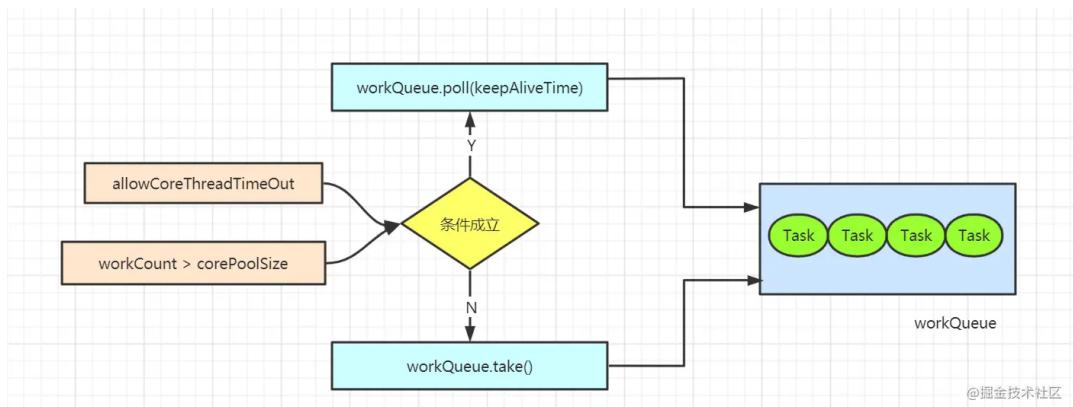 workQueue.poll(keepAliveTime)
Y
allowCoreThreadTimeOut
条件成立
workCount > corePoolSize
Task Task Task Task
N
workQueue
workQueue.take()
@掘金技术社区